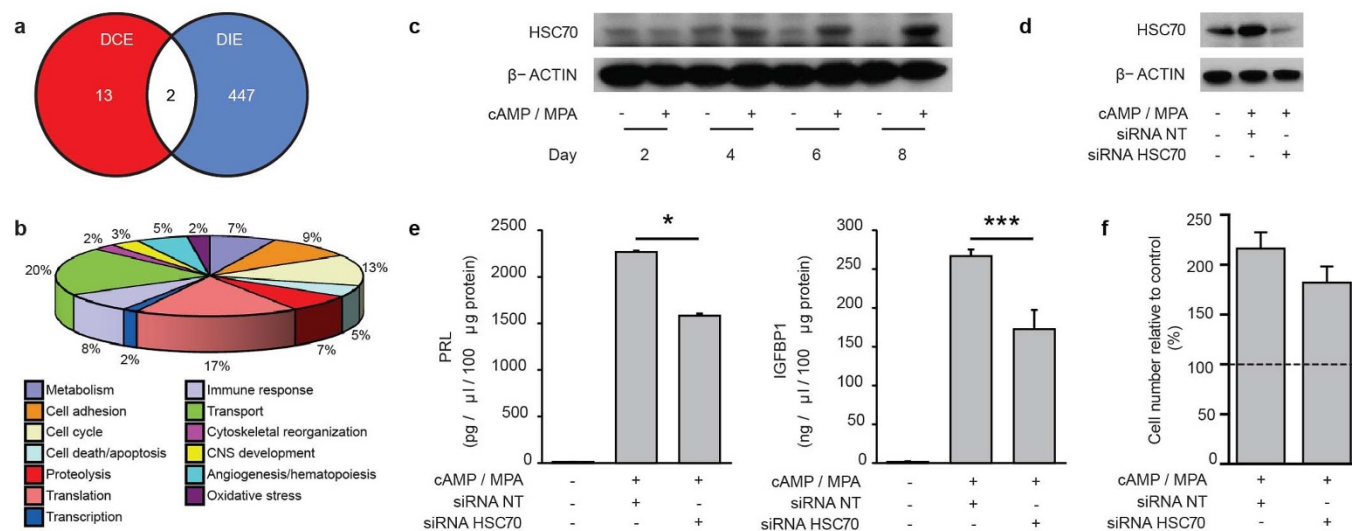 a
DCE
DIE
13
2
447
b
2%
3%
5%
2%
7%
9%
13%
5%
7%
17%
2%
8%
20%
Metabolism
Cell adhesion
Cell cycle
Cell death/apoptosis
Proteolysis
Translation
Transcription
Immune response
Transport
Cytoskeletal reorganization
CNS development
Angiogenesis/hematopoiesis
Oxidative stress
c
HSC70
β– ACTIN
cAMP / MPA - + - + - + - +
Day 2 4 6 8
d
HSC70
β– ACTIN
cAMP / MPA - + +
siRNA NT - + -
siRNA HSC70 - - +
e
PRL
(pg / µl / 100 µg protein)
2500
2000
1500
1000
500
0
*
cAMP / MPA - + +
siRNA NT - + -
siRNA HSC70 - - +
IGFBP1
(ng / µl / 100 µg protein)
300
250
200
150
100
50
0
***
cAMP / MPA - + +
siRNA NT - + -
siRNA HSC70 - - +
f
Cell number relative to control
(%)
250
200
150
100
50
0
cAMP / MPA + +
siRNA NT + -
siRNA HSC70 - +